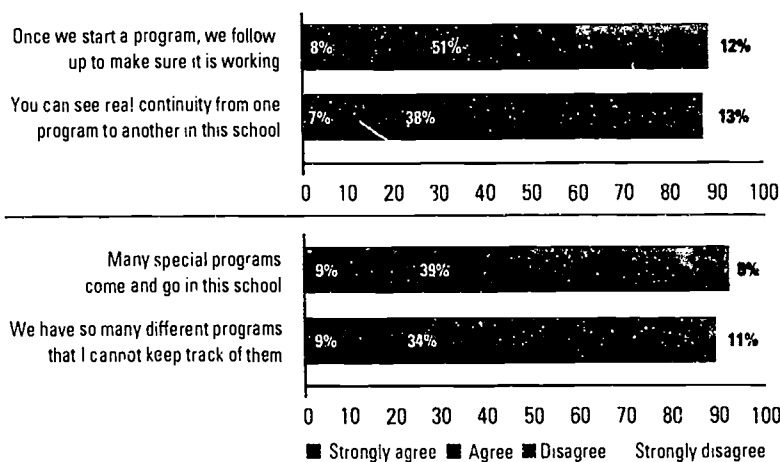 Once we start a program, we follow
up to make sure it is working
8% 51% 12%
You can see real continuity from one
program to another in this school
7% 38% 13%
0 10 20 30 40 50 60 70 80 90 100
Many special programs
come and go in this school
9% 39% 9%
We have so many different programs
that I cannot keep track of them
9% 34% 11%
0 10 20 30 40 50 60 70 80 90 100
Strongly agree Agree Disagree Strongly disagree